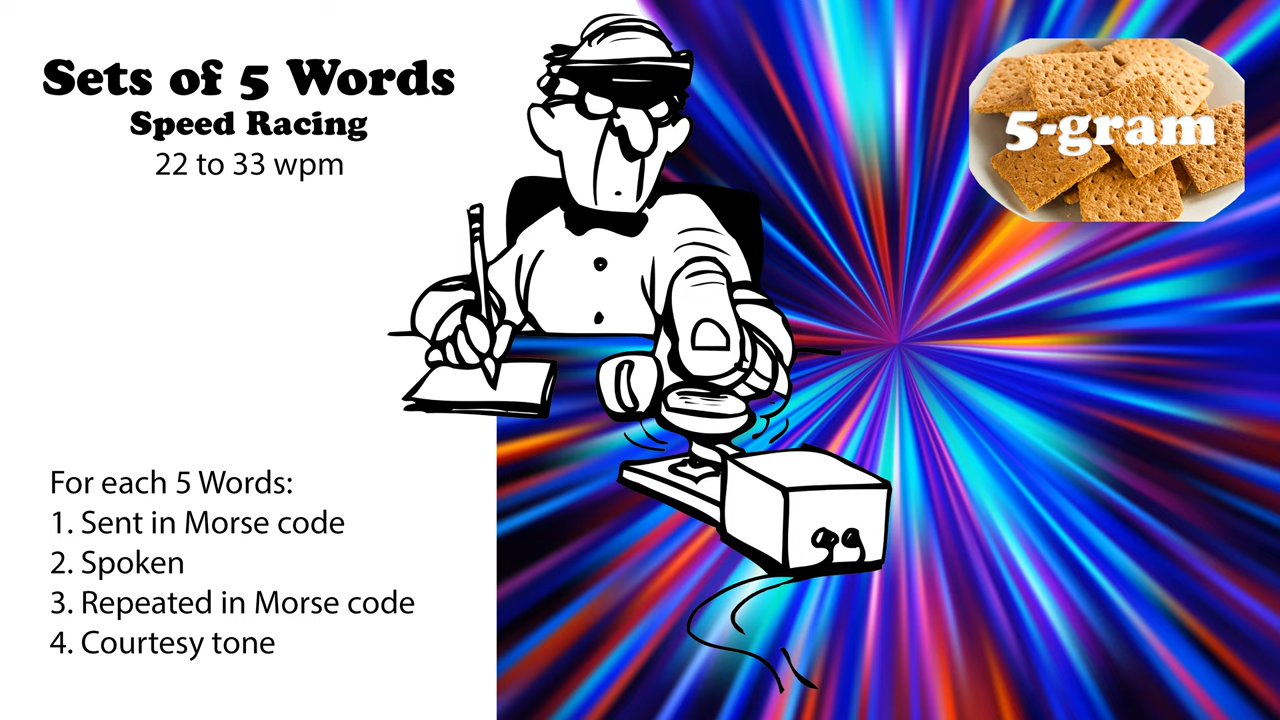 Sets of 5 Words
Speed Racing
22 to 33 wpm
5-gram
For each 5 Words:
1. Sent in Morse code
2. Spoken
3. Repeated in Morse code
4. Courtesy tone